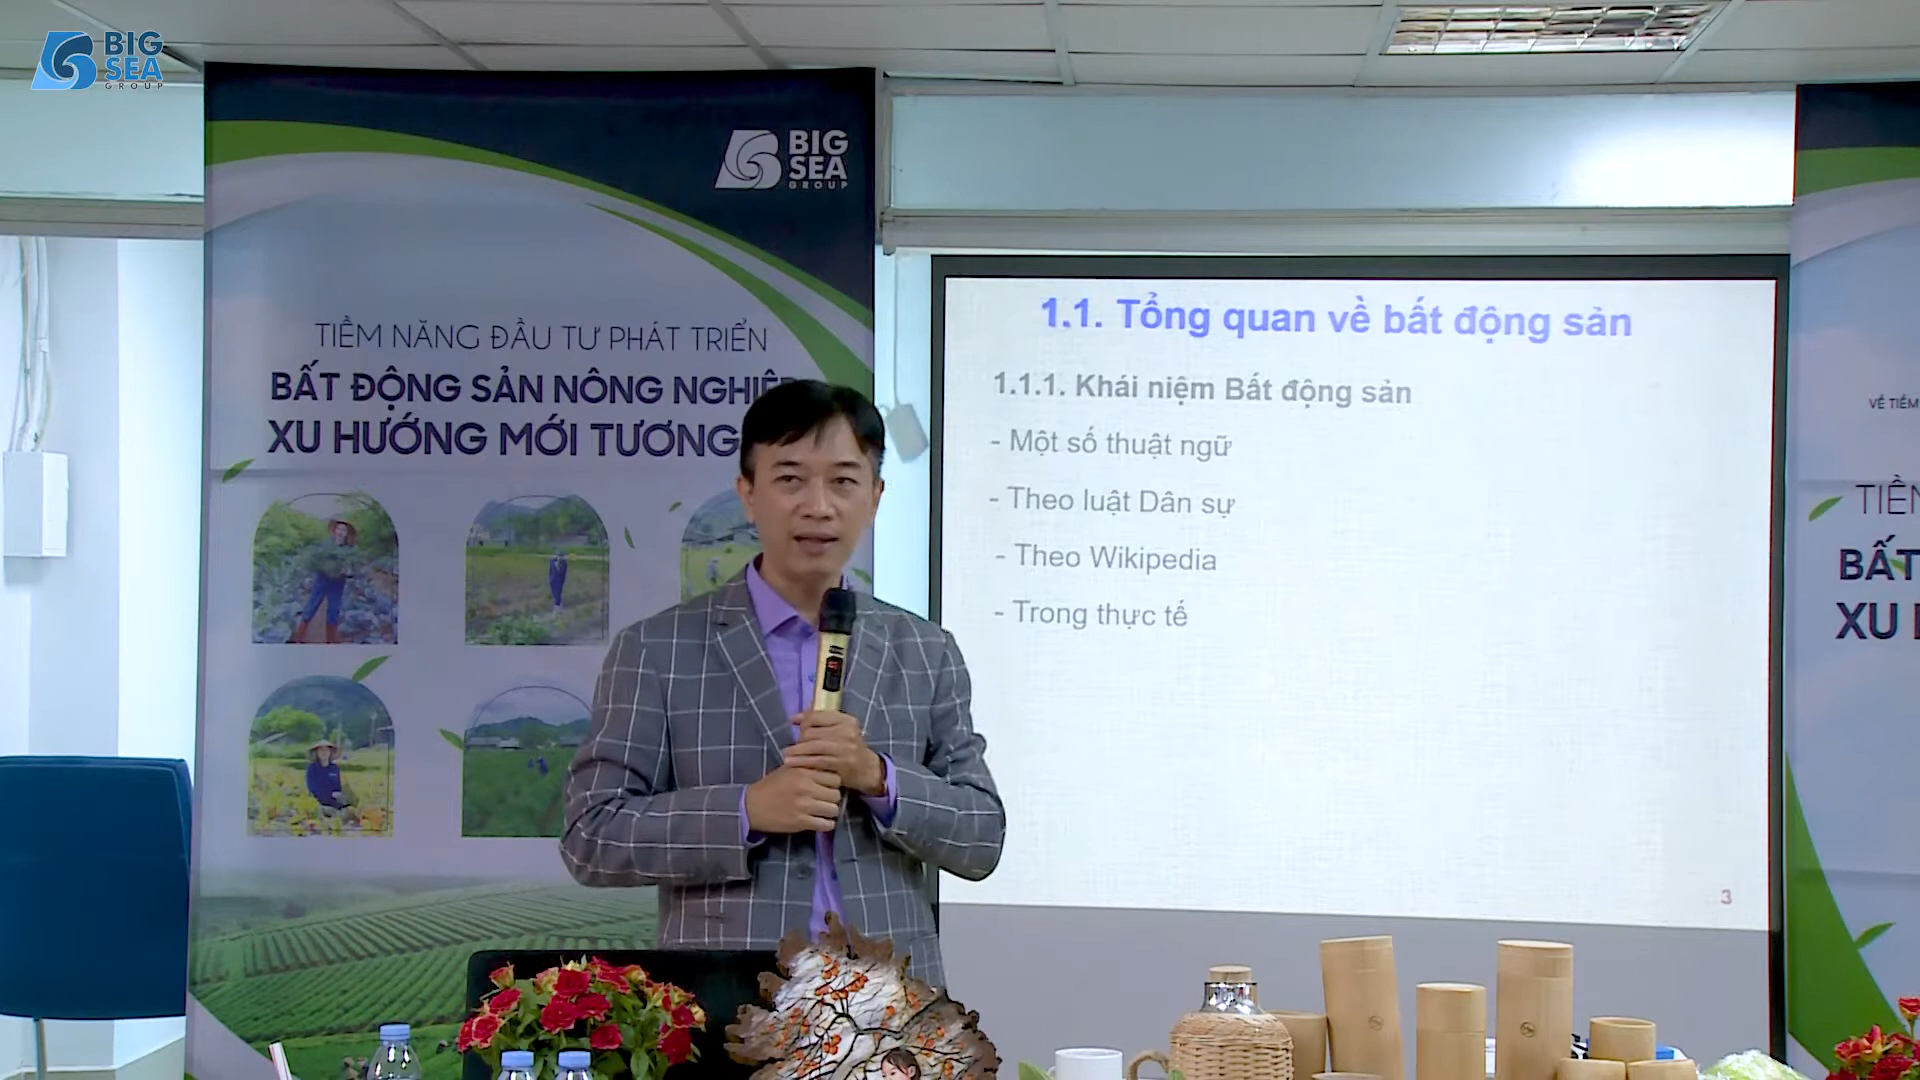 BIG
SEA
GROUP
BIG
SEA
GROUP
TIỀM NĂNG ĐẦU TƯ PHÁT TRIỂN
BẤT ĐỘNG SẢN NÔNG
XU HƯỚNG MỚI TƯƠNG
1.1. Tổng quan về bất động sản
1.1.1. Khái niệm Bất động sản
- Một số thuật ngữ
- Theo luật Dân sự
- Theo Wikipedia
- Trong thực tế
3
VỀ TIỀM
BẤT
XU